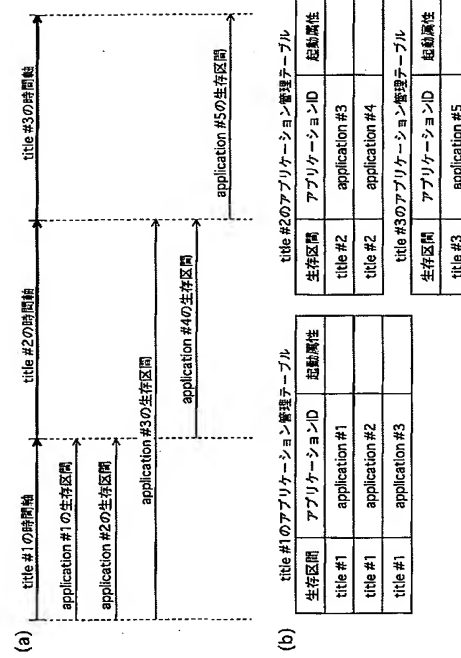 (a)
title #1の時間軸
title #2の時間軸
title #3の時間軸
application #1の生存区間
application #2の生存区間
application #3の生存区間
application #4の生存区間
application #5の生存区間
(b)
title #1のアプリケーション管理テーブル
生存区間 アプリケーションID 起動属性
title #1 application #1
title #1 application #2
title #1 application #3
title #2のアプリケーション管理テーブル
生存区間 アプリケーションID 起動属性
title #2 application #3
title #2 application #4
title #3のアプリケーション管理テーブル
生存区間 アプリケーションID 起動属性
title #3 application #5